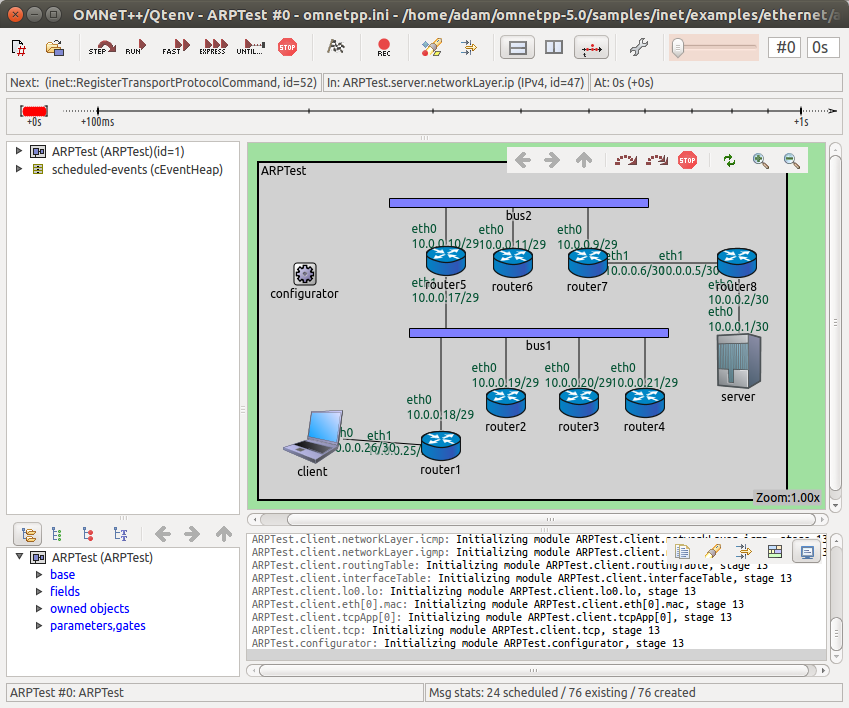 OMNeT++/Qtenv - ARPTest #0 - omnetpp.ini - /home/adam/omnetpp-5.0/samples/inet/examples/ethernet/
STEP RUN FAST EXPRESS UNTIL... STOP REC #0 0s
Next: (inet::RegisterTransportProtocolCommand, id=52) In: ARPTest.server.networkLayer.ip (IPv4, id=47) At: 0s (+0s)
+0s +100ms +1s
ARPTest (ARPTest)(id=1)
scheduled-events (cEventHeap)
STOP
ARPTest
bus2
eth0 eth0 eth0
10.0.0.10/29 10.0.0.11/29 10.0.0.9/29
eth1 eth1
10.0.0.6/30 10.0.0.5/30
configurator
router5 router6 router7 router8
eth1
10.0.0.17/29
eth0
10.0.0.2/30
eth0
10.0.0.1/30
bus1
server
eth0 eth0 eth0
10.0.0.19/29 10.0.0.20/29 10.0.0.21/29
eth0
10.0.0.18/29
router2 router3 router4
eth1
client
router1
Zoom:1.00x
ARPTest (ARPTest)
base
fields
owned objects
parameters,gates
ARPTest.client.networkLayer.icmp: Initializing module ARPTest.client.networkLayer.icmp, stage 13
ARPTest.client.networkLayer.igmp: Initializing module ARPTest.client.
ARPTest.client.routingTable: Initializing module ARPTest.client.routingTable, stage 13
ARPTest.client.interfaceTable: Initializing module ARPTest.client.interfaceTable, stage 13
ARPTest.client.lo0.lo: Initializing module ARPTest.client.lo0.lo, stage 13
ARPTest.client.eth[0].mac: Initializing module ARPTest.client.eth[0].mac, stage 13
ARPTest.client.tcpApp[0]: Initializing module ARPTest.client.tcpApp[0], stage 13
ARPTest.client.tcp: Initializing module ARPTest.client.tcp, stage 13
ARPTest.configurator: Initializing module ARPTest.configurator, stage 13
ARPTest #0: ARPTest
Msg stats: 24 scheduled / 76 existing / 76 created